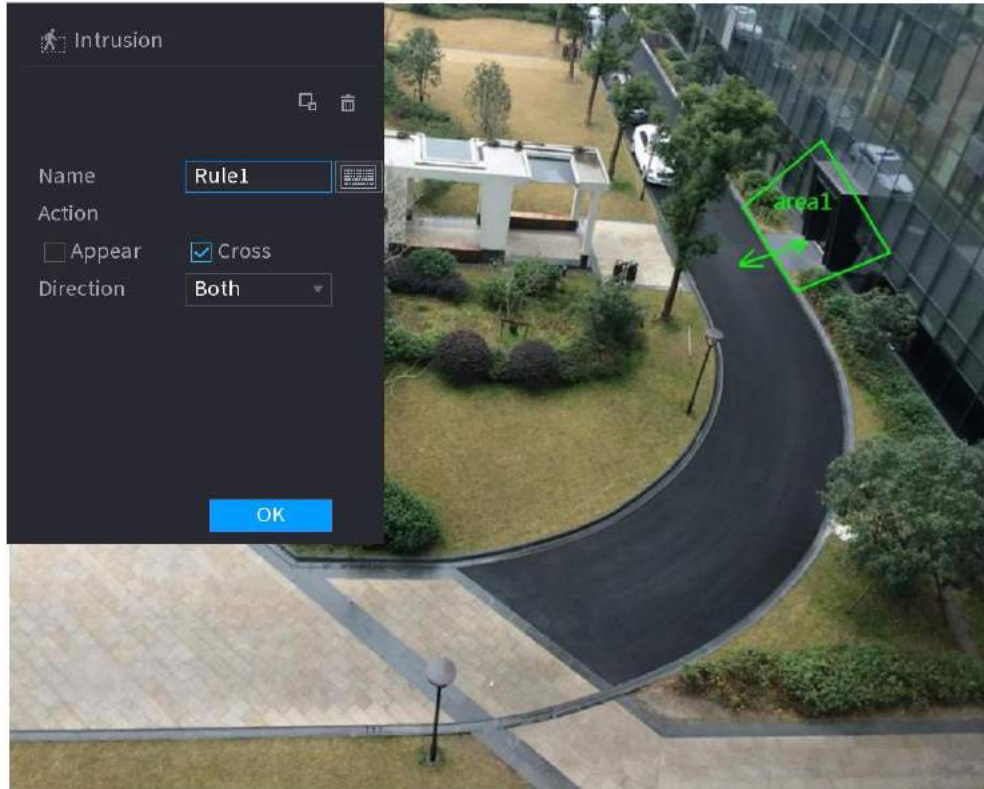 Intrusion
Name Rule1
Action
Appear Cross
Direction Both
OK
area1